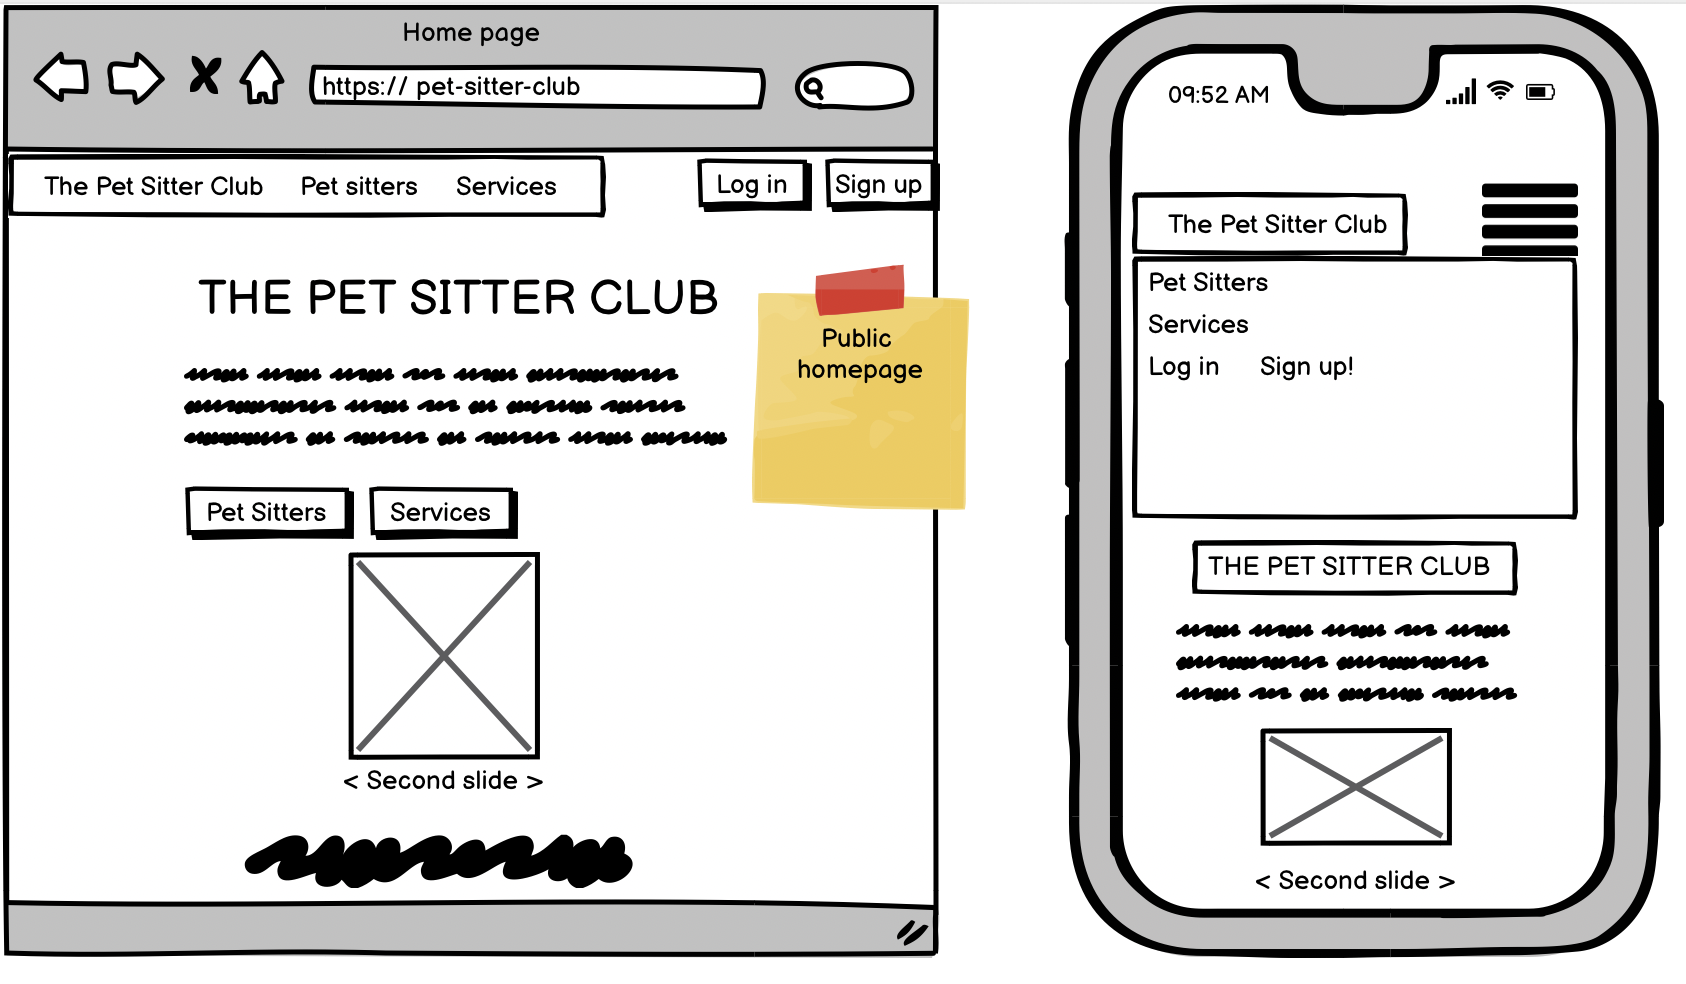 Home page
https:// pet-sitter-club
The Pet Sitter Club Pet sitters Services
Log in Sign up
THE PET SITTER CLUB
Public
homepage
Pet Sitters Services
< Second slide >
09:52 AM
The Pet Sitter Club
Pet Sitters
Services
Log in Sign up!
THE PET SITTER CLUB
< Second slide >